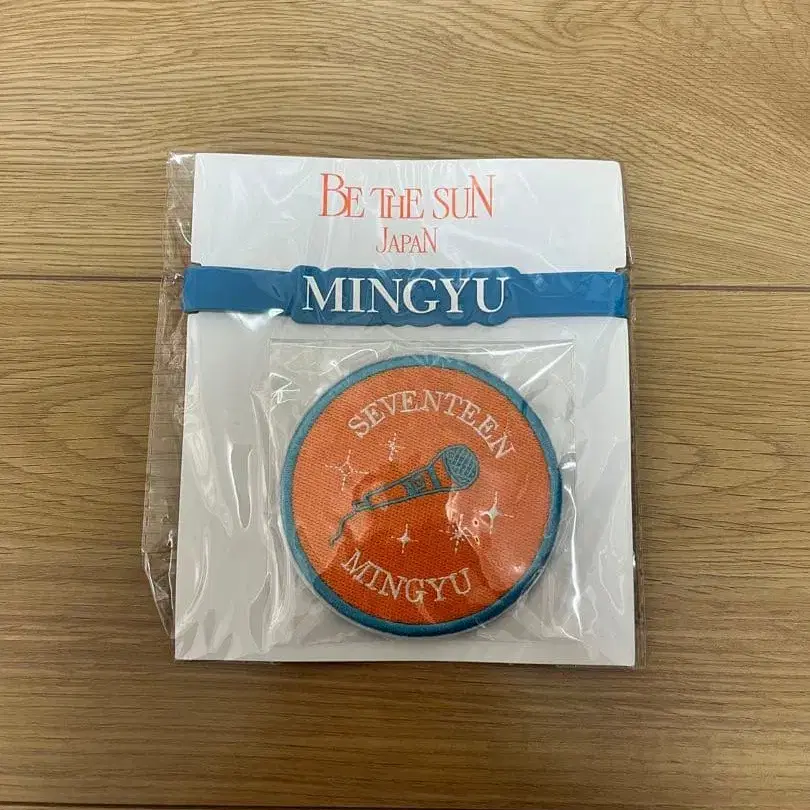 BE THE SUN
JAPAN
MINGYU
SEVENTEEN
MINGYU